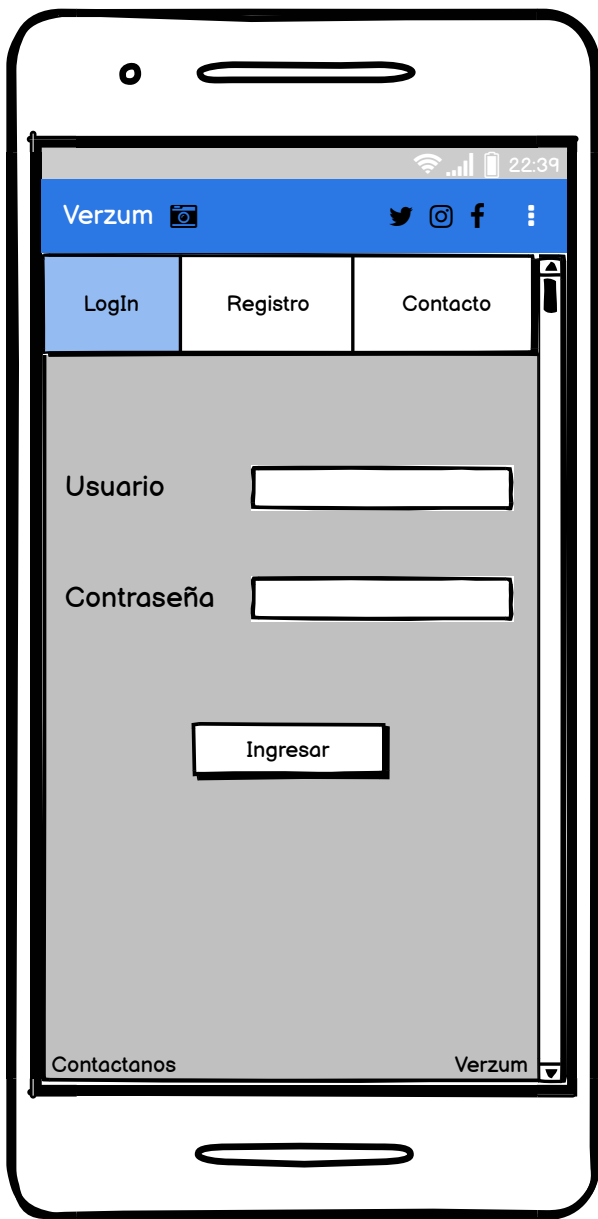 22:39
Verzum
LogIn Registro Contacto
Usuario
Contraseña
Ingresar
Contactanos Verzum